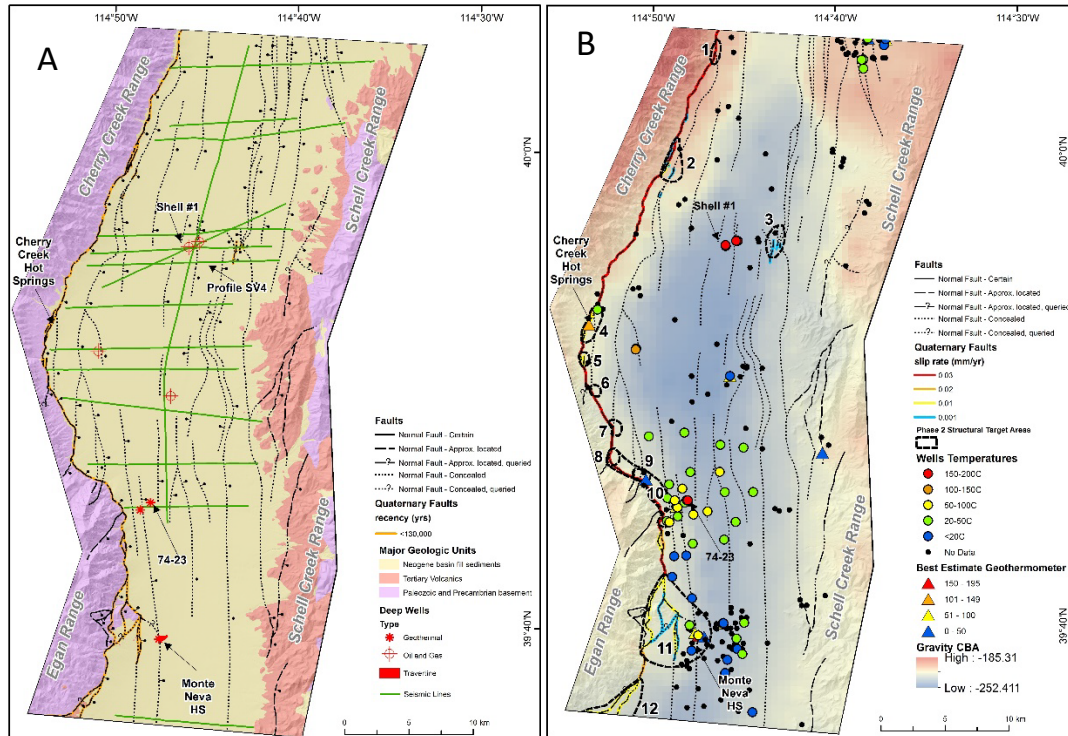 114°50'W
114°40'W
114°30'W
A
Cherry Creek Range
Schell Creek Range
40°0'N
Shell #1
Cherry
Creek
Hot
Springs
Profile SV4
74-23
Egan Range
Schell Creek Range
39°40'N
Monte
Neva
HS
Faults
Normal Fault - Certain
Normal Fault - Approx. located
Normal Fault - Approx. located, queried
Normal Fault - Concealed
Normal Fault - Concealed, queried
Quaternary Faults
recency (yrs)
<130,000
Major Geologic Units
Neogene basin fill sediments
Tertiary Volcanics
Paleozoic and Precambrian basement
Deep Wells
Type
Geothermal
Oil and Gas
Travertine
Seismic Lines
0 5 10 km
114°50'W
114°40'W
114°30'W
B
1
Cherry Creek Range
2
40°0'N
Schell Creek Range
Shell #1
3
Cherry
Creek
Hot
Springs
4
5
6
7
8
9
10
74-23
Egan Range
Schell Creek Range
39°40'N
11
Monte
Neva
HS
12
Faults
Normal Fault - Certain
Normal Fault - Approx. located
Normal Fault - Approx. located, queried
Normal Fault - Concealed
Normal Fault - Concealed, queried
Quaternary Faults
slip rate (mm/yr)
0.03
0.02
0.01
0.001
Phase 2 Structural Target Areas
Wells Temperatures
150-200C
100-150C
50-100C
20-50C
<20C
No Data
Best Estimate Geothermometer
150 - 195
101 - 149
51 - 100
0 - 50
Gravity CBA
High : -185.31
Low : -252.411
0 5 10 km